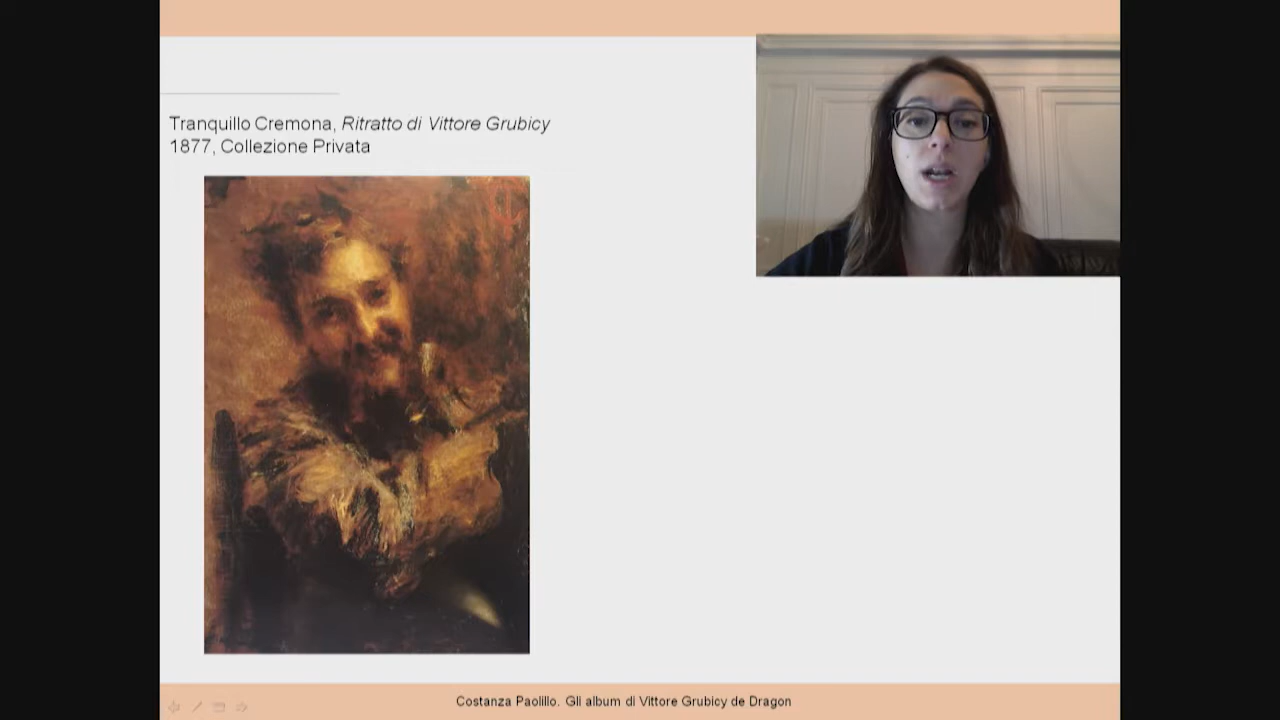 Tranquillo Cremona, Ritratto di Vittore Grubicy
1877, Collezione Privata
Costanza Paolillo. Gli album di Vittore Grubicy de Dragon